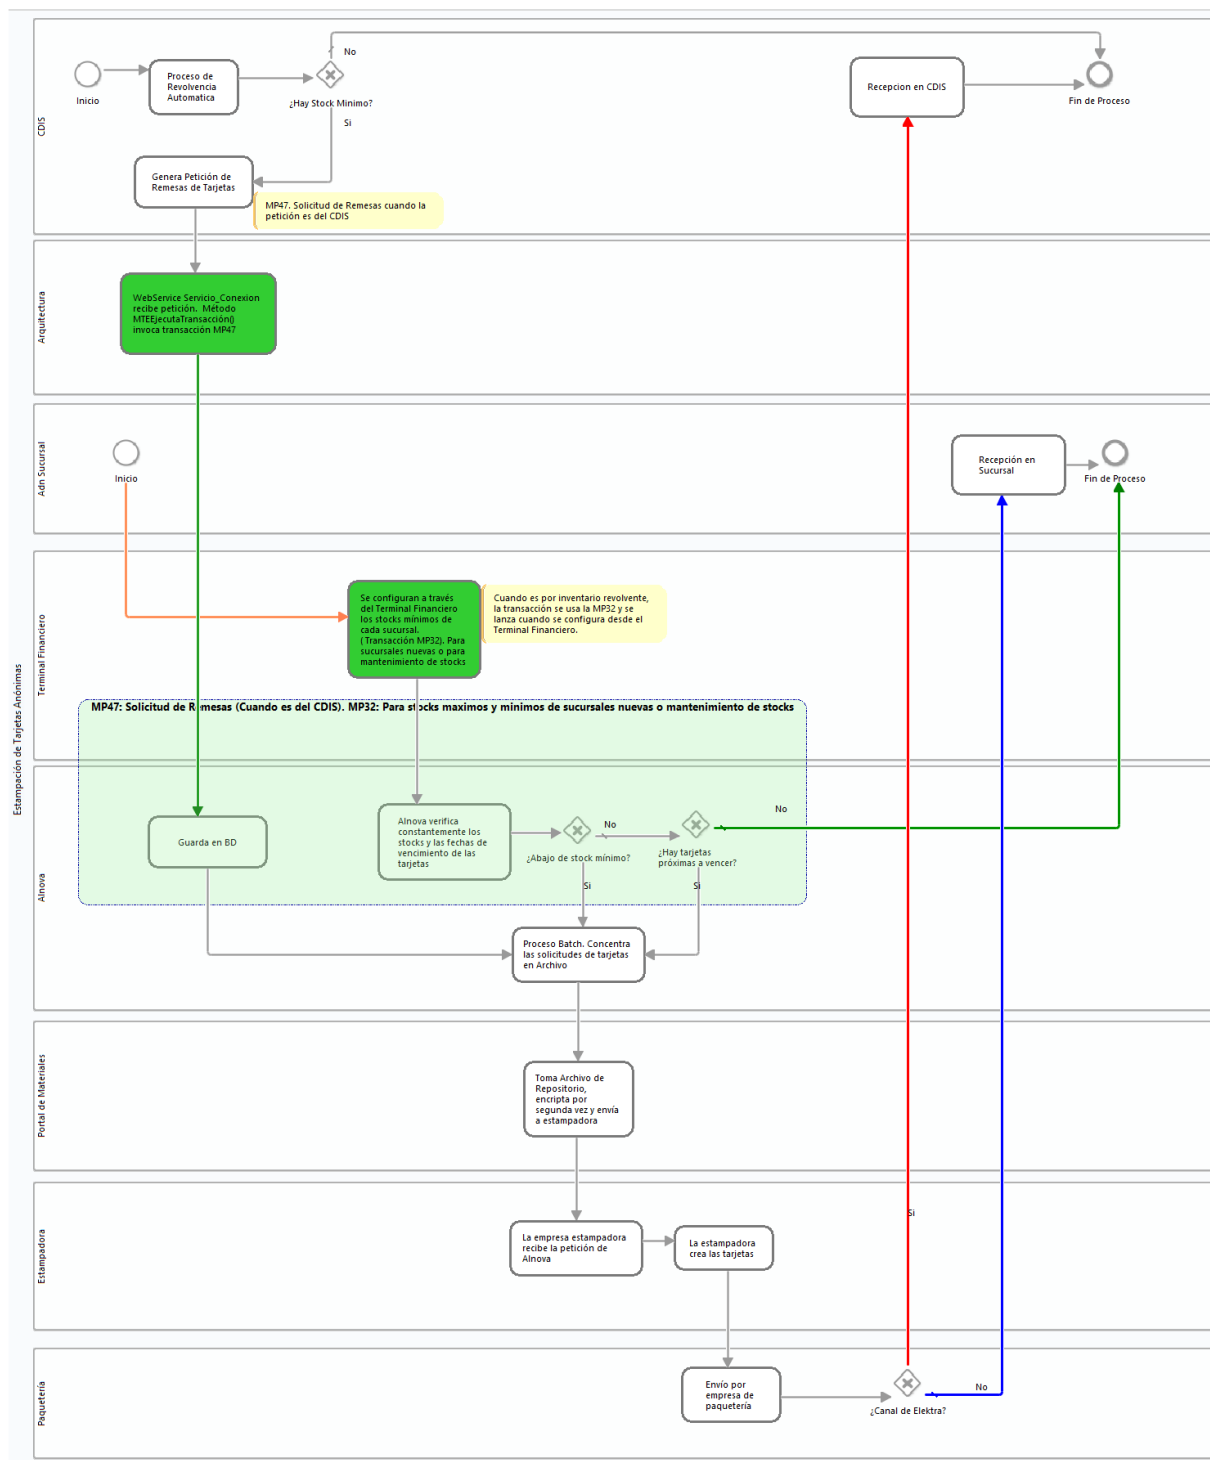 Estampación de Tarjetas Anónimas
CDIS
Inicio
Proceso de
Revolvencia
Automatica
No
¿Hay Stock Minimo?
Si
Recepcion en CDIS
Fin de Proceso
Genera Petición de
Remesas de Tarjetas
MP47. Solicitud de Remesas cuando la
petición es del CDIS
Arquitectura
WebService Servicio_Conexion
recibe petición.  Método
MTEEjecutaTransacción()
invoca transacción MP47
Adn Sucursal
Inicio
Recepción en
Sucursal
Fin de Proceso
Terminal Financiero
Se configuran a través
del Terminal Financiero
los stocks mínimos de
cada sucursal.
( Transacción MP32). Para
sucursales nuevas o para
mantenimiento de stocks
Cuando es por inventario revolvente,
la transacción se usa la MP32 y se
lanza cuando se configura desde el
Terminal Financiero.
MP47: Solicitud de Remesas (Cuando es del CDIS). MP32: Para stocks maximos y minimos de sucursales nuevas o mantenimiento de stocks
Alnova
Guarda en BD
Alnova verifica
constantemente los
stocks y las fechas de
vencimiento de las
tarjetas
No
¿Abajo de stock mínimo?
Si
¿Hay tarjetas
próximas a vencer?
No
Si
Proceso Batch. Concentra
las solicitudes de tarjetas
en Archivo
Portal de Materiales
Toma Archivo de
Repositorio,
encripta por
segunda vez y envía
a estampadora
Estampadora
La empresa estampadora
recibe la petición de
Alnova
La estampadora
crea las tarjetas
Si
Paquetería
Envío por
empresa de
paquetería
¿Canal de Elektra?
No